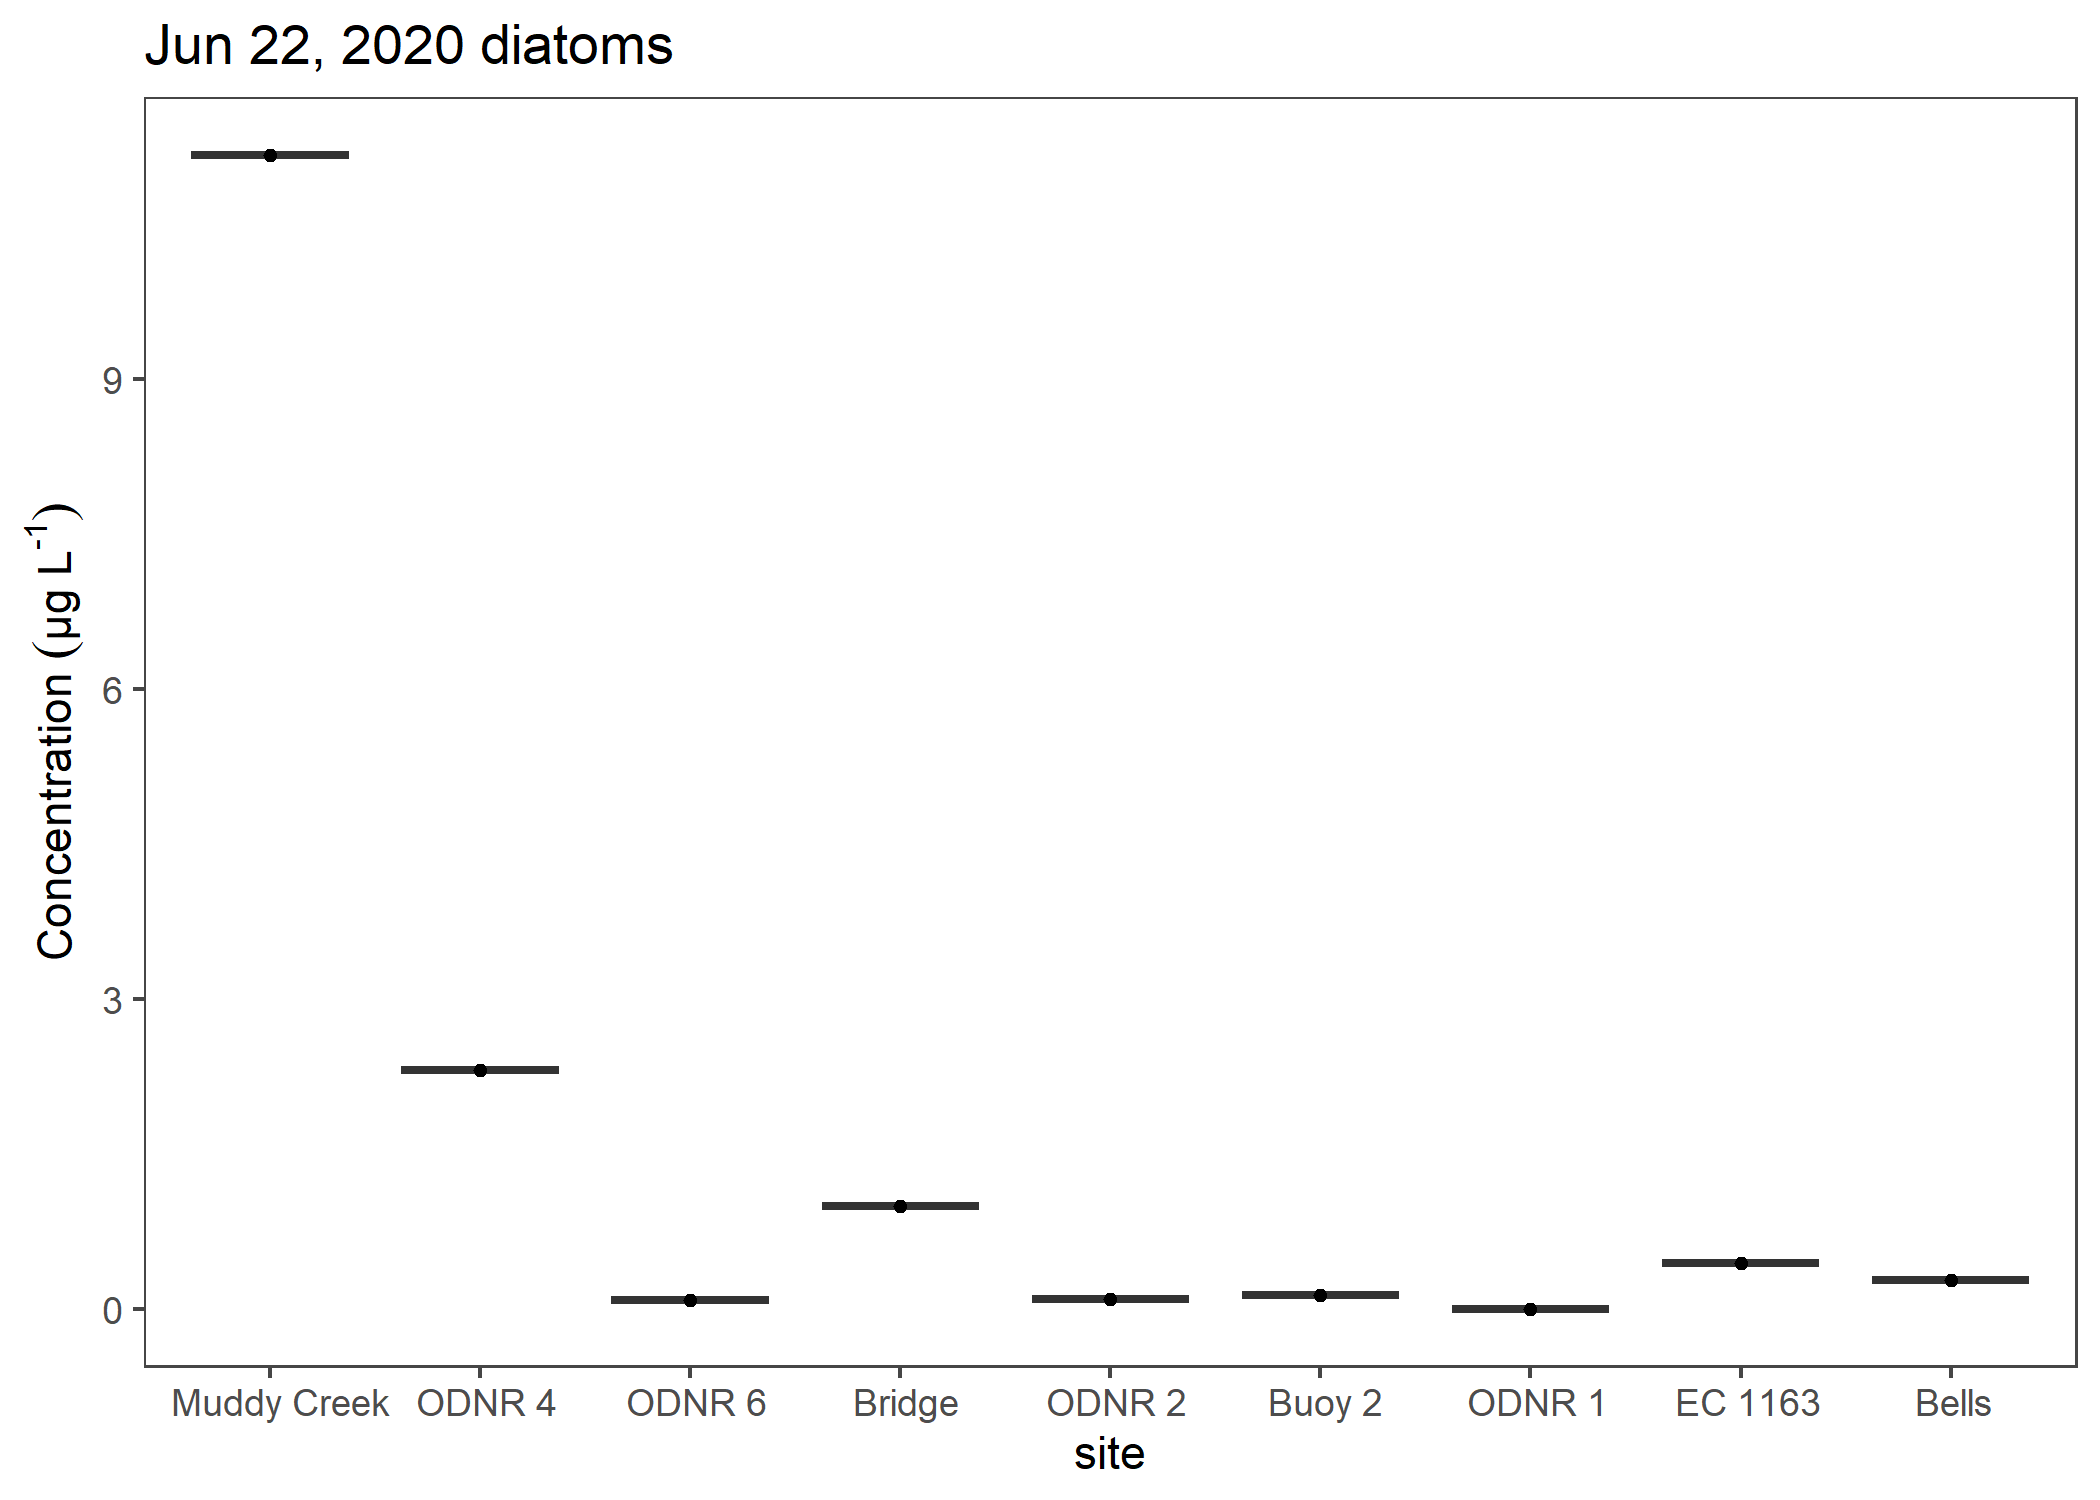 Jun 22, 2020 diatoms
Concentration (µg L⁻¹)
9
6
3
0
Muddy Creek ODNR 4 ODNR 6 Bridge ODNR 2 Buoy 2 ODNR 1 EC 1163 Bells
site